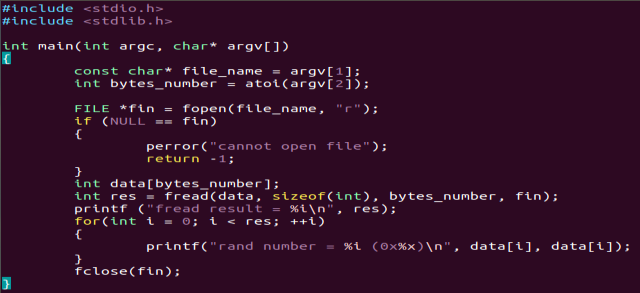 #include <stdio.h>
#include <stdlib.h>

int main(int argc, char* argv[])
{
        const char* file_name = argv[1];
        int bytes_number = atoi(argv[2]);

        FILE *fin = fopen(file_name, "r");
        if (NULL == fin)
        {
                perror("cannot open file");
                return -1;
        }
        int data[bytes_number];
        int res = fread(data, sizeof(int), bytes_number, fin);
        printf ("fread result = %i\n", res);
        for(int i = 0; i < res; ++i)
        {
                printf("rand number = %i (0x%x)\n", data[i], data[i]);
        }
        fclose(fin);
}